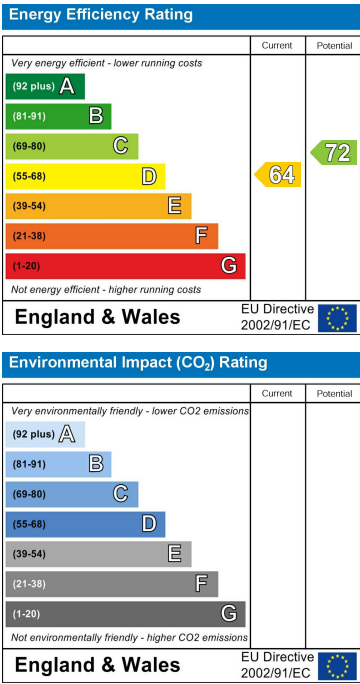 Energy Efficiency Rating
Current Potential
Very energy efficient - lower running costs
(92 plus) A
(81-91) B
(69-80) C
72
(55-68) D
64
(39-54) E
(21-38) F
(1-20) G
Not energy efficient - higher running costs
England & Wales
EU Directive
2002/91/EC
Environmental Impact (CO₂) Rating
Current Potential
Very environmentally friendly - lower CO2 emissions
(92 plus) A
(81-91) B
(69-80) C
(55-68) D
(39-54) E
(21-38) F
(1-20) G
Not environmentally friendly - higher CO2 emissions
England & Wales
EU Directive
2002/91/EC